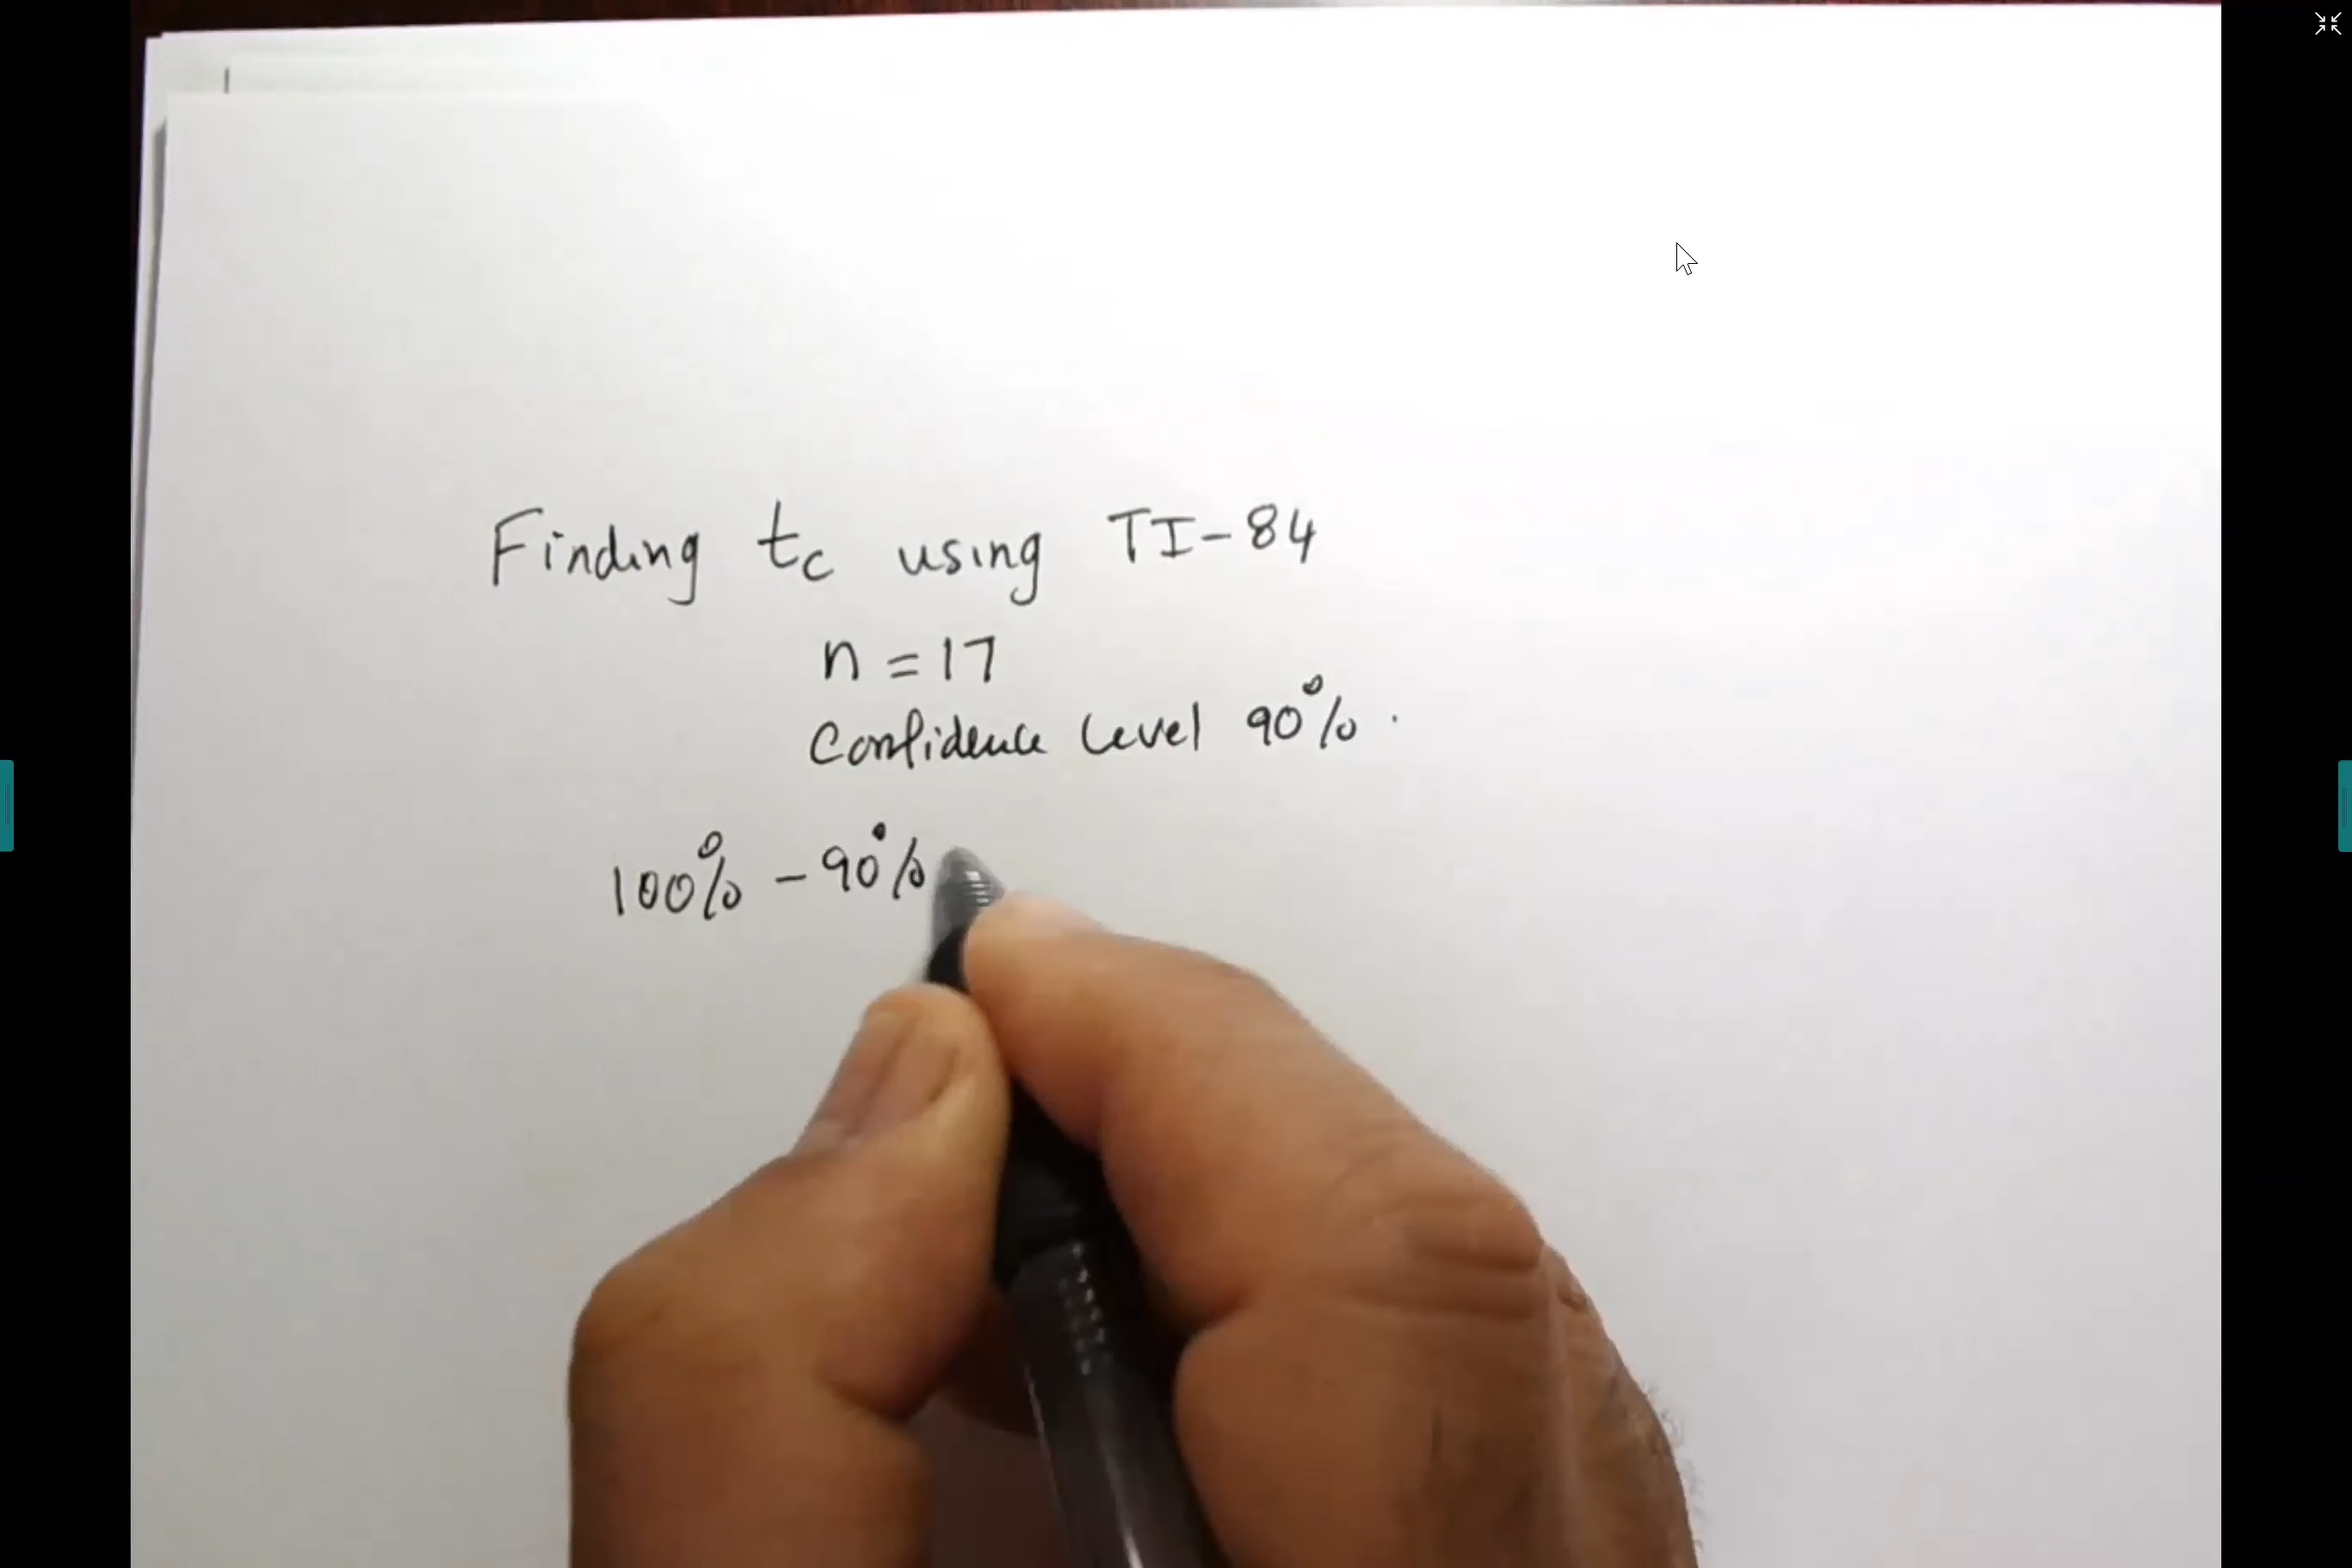 Finding tc using TI-84
n = 17
Confidence level 90%.
100% - 90%